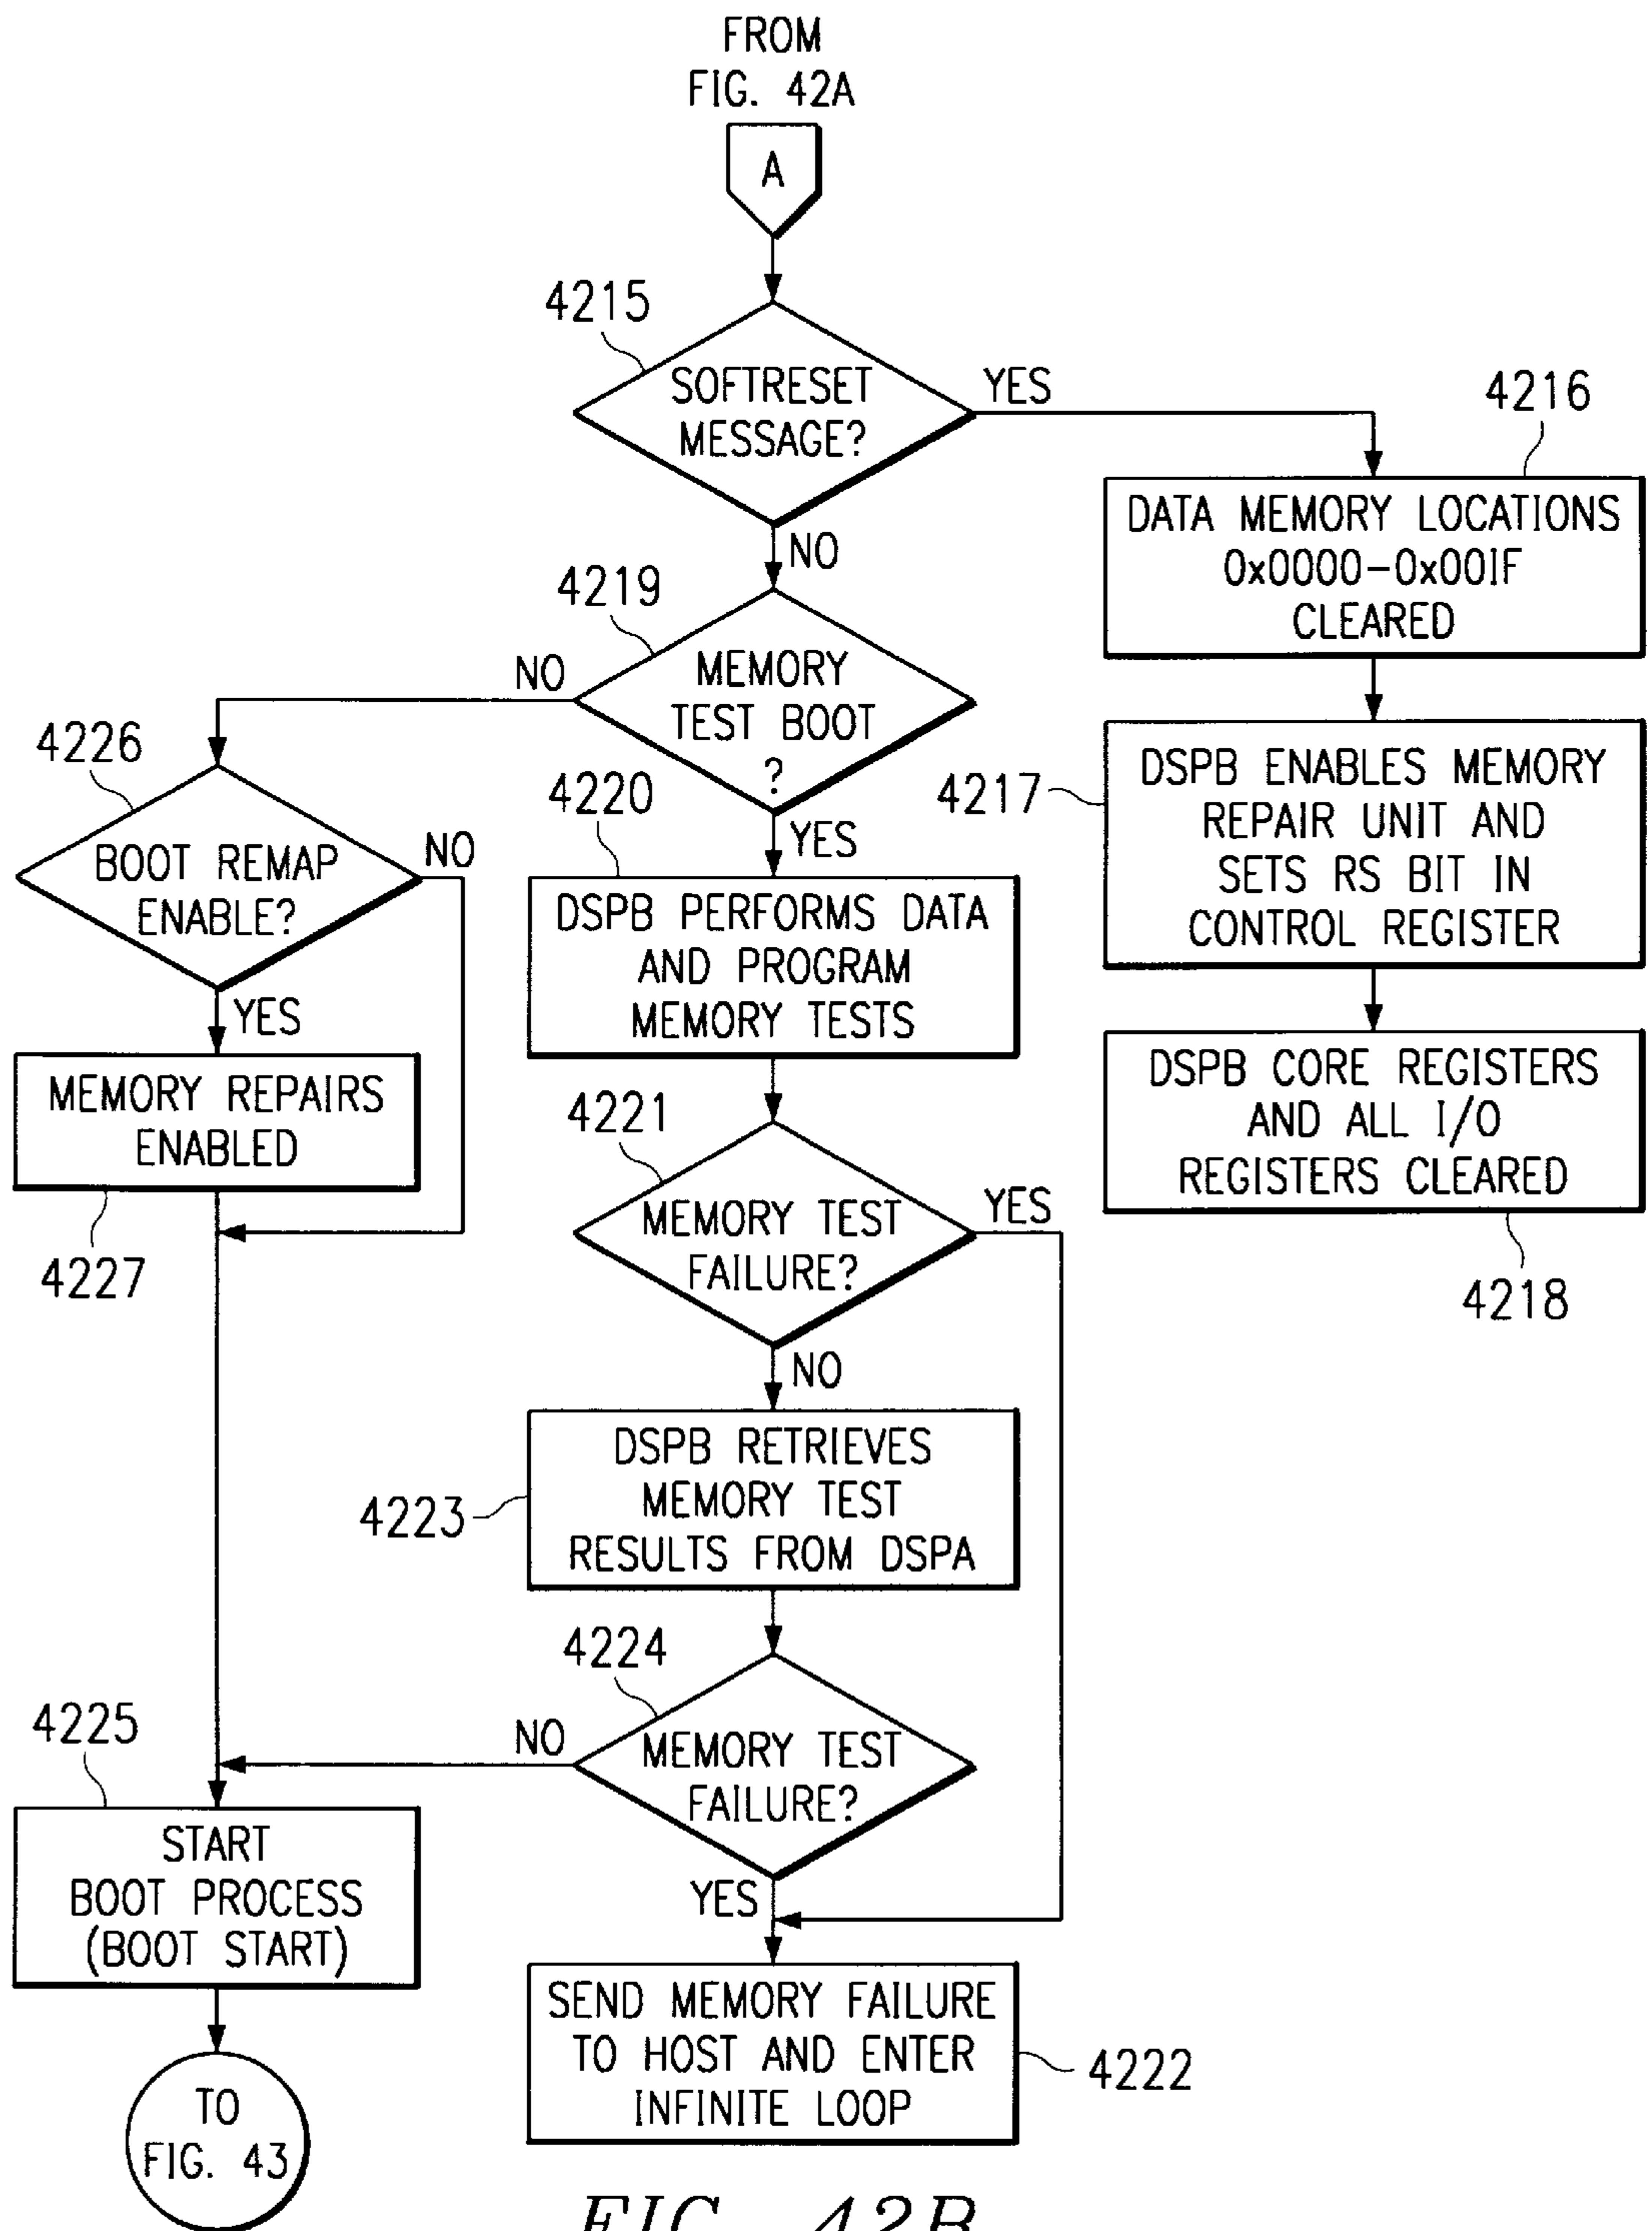 FROM
FIG. 42A
A
4215
SOFTRESET
MESSAGE?
YES
NO
4216
DATA MEMORY LOCATIONS
0x0000-0x001F
CLEARED
4217
DSPB ENABLES MEMORY
REPAIR UNIT AND
SETS RS BIT IN
CONTROL REGISTER
DSPB CORE REGISTERS
AND ALL I/O
REGISTERS CLEARED
4218
4219
MEMORY
TEST BOOT
?
NO
YES
4226
BOOT REMAP
ENABLE?
NO
YES
MEMORY REPAIRS
ENABLED
4227
4220
DSPB PERFORMS DATA
AND PROGRAM
MEMORY TESTS
4221
MEMORY TEST
FAILURE?
YES
NO
4223
DSPB RETRIEVES
MEMORY TEST
RESULTS FROM DSPA
4224
MEMORY TEST
FAILURE?
NO
YES
4225
START
BOOT PROCESS
(BOOT START)
SEND MEMORY FAILURE
TO HOST AND ENTER
INFINITE LOOP
4222
TO
FIG. 43
FIG. 42B